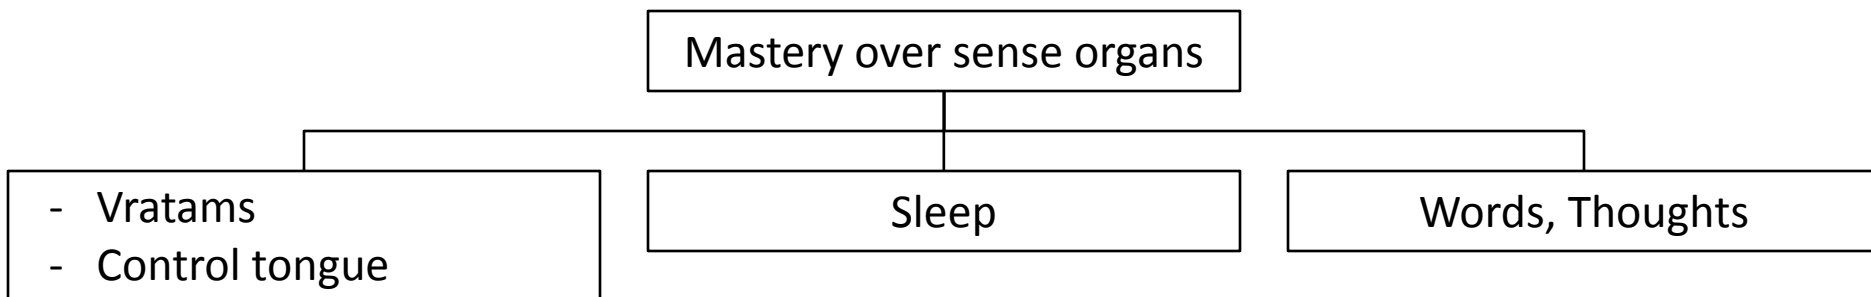 Mastery over sense organs
- Vratams
- Control tongue
Sleep
Words, Thoughts